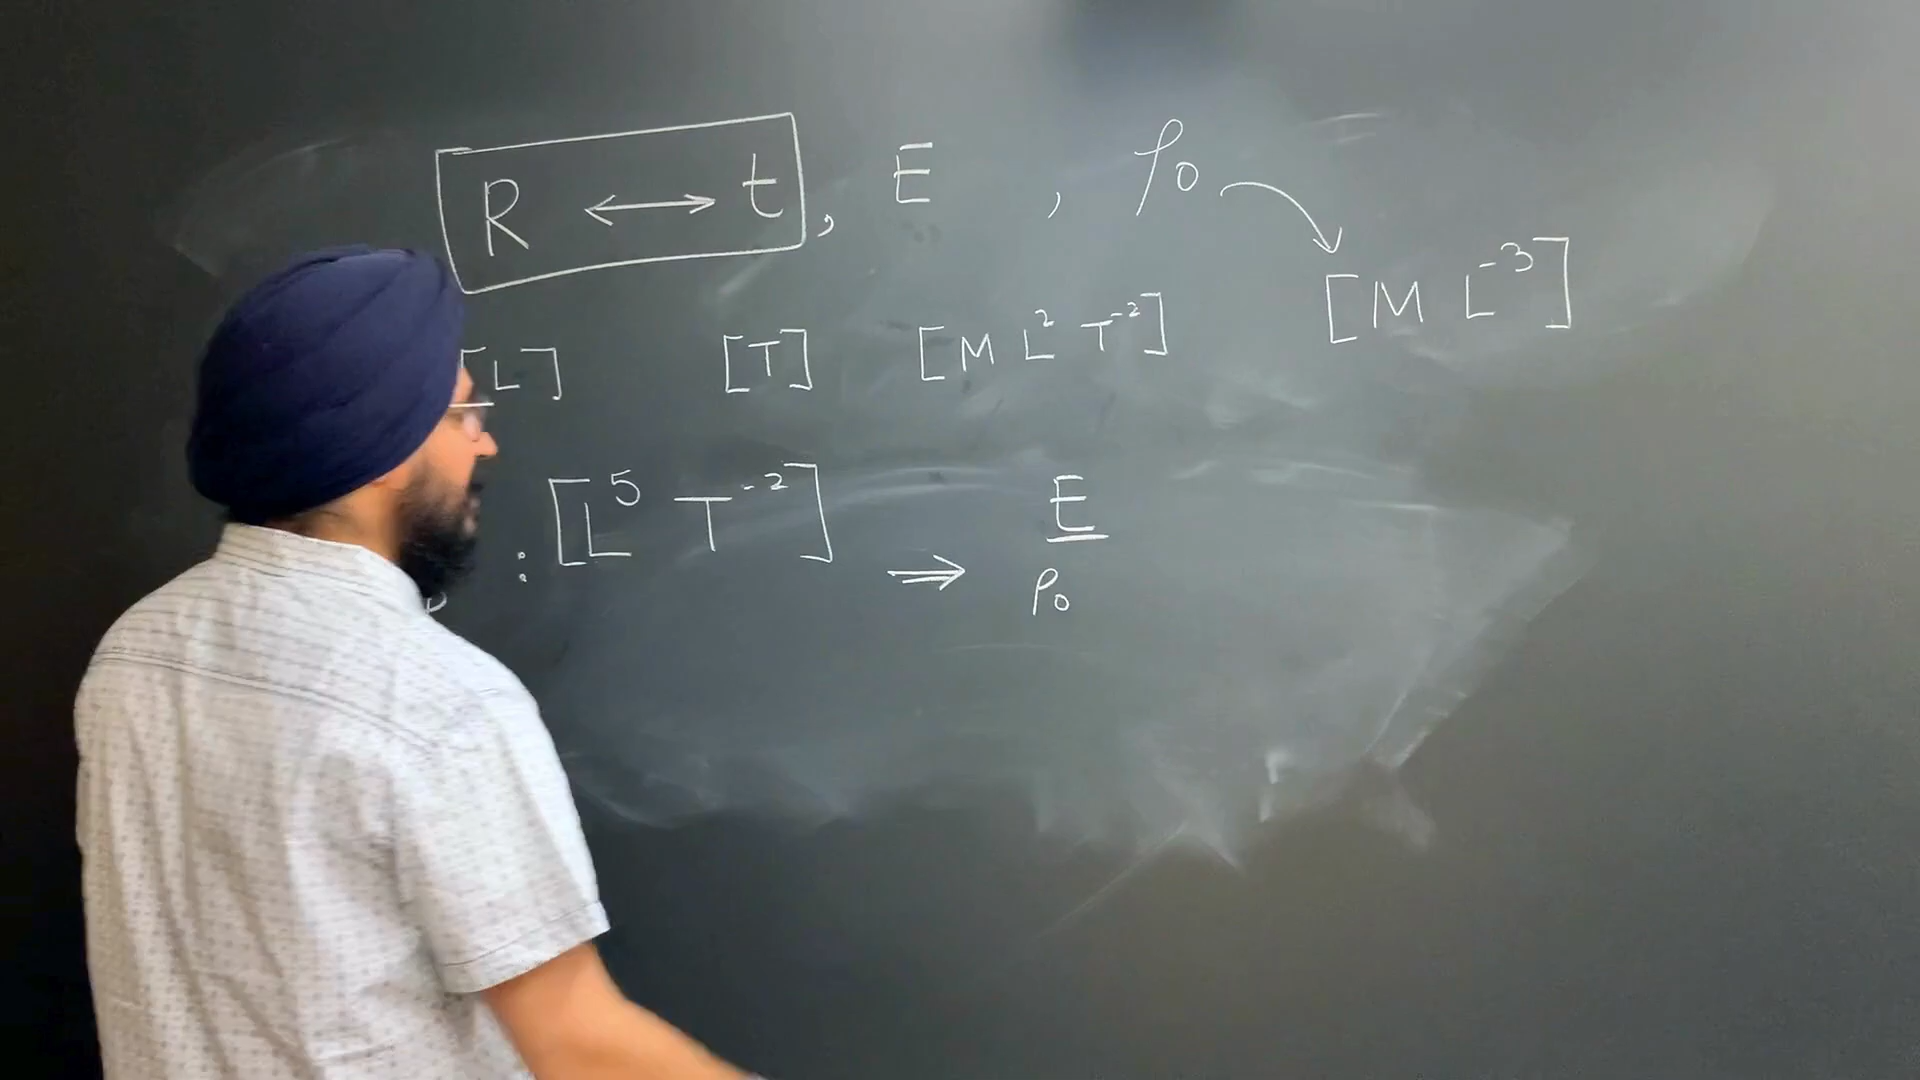 R ⟷ t , E , ρ₀
[M L⁻³]
[L] [T] [M L² T⁻²]
: [L⁵ T⁻²] ⇒ E/ρ₀